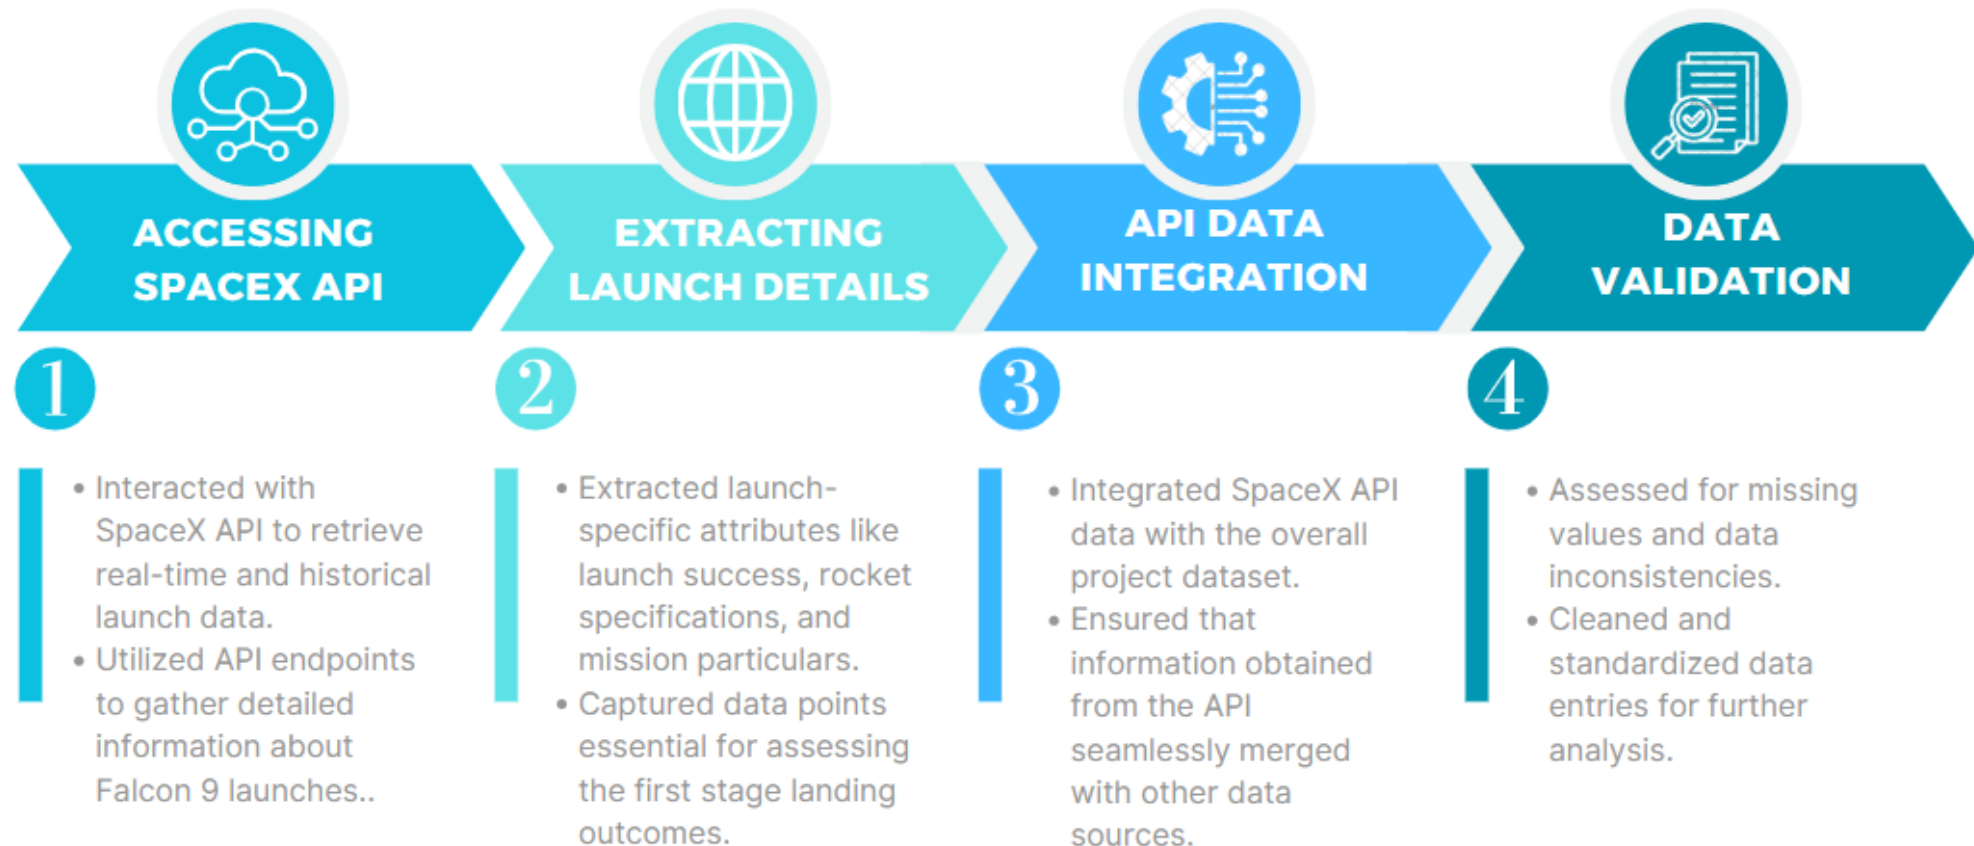 ACCESSING
SPACEX API
EXTRACTING
LAUNCH DETAILS
API DATA
INTEGRATION
DATA
VALIDATION
1
• Interacted with
SpaceX API to retrieve
real-time and historical
launch data.
• Utilized API endpoints
to gather detailed
information about
Falcon 9 launches..
2
• Extracted launch-
specific attributes like
launch success, rocket
specifications, and
mission particulars.
• Captured data points
essential for assessing
the first stage landing
outcomes.
3
• Integrated SpaceX API
data with the overall
project dataset.
• Ensured that
information obtained
from the API
seamlessly merged
with other data
sources.
4
• Assessed for missing
values and data
inconsistencies.
• Cleaned and
standardized data
entries for further
analysis.